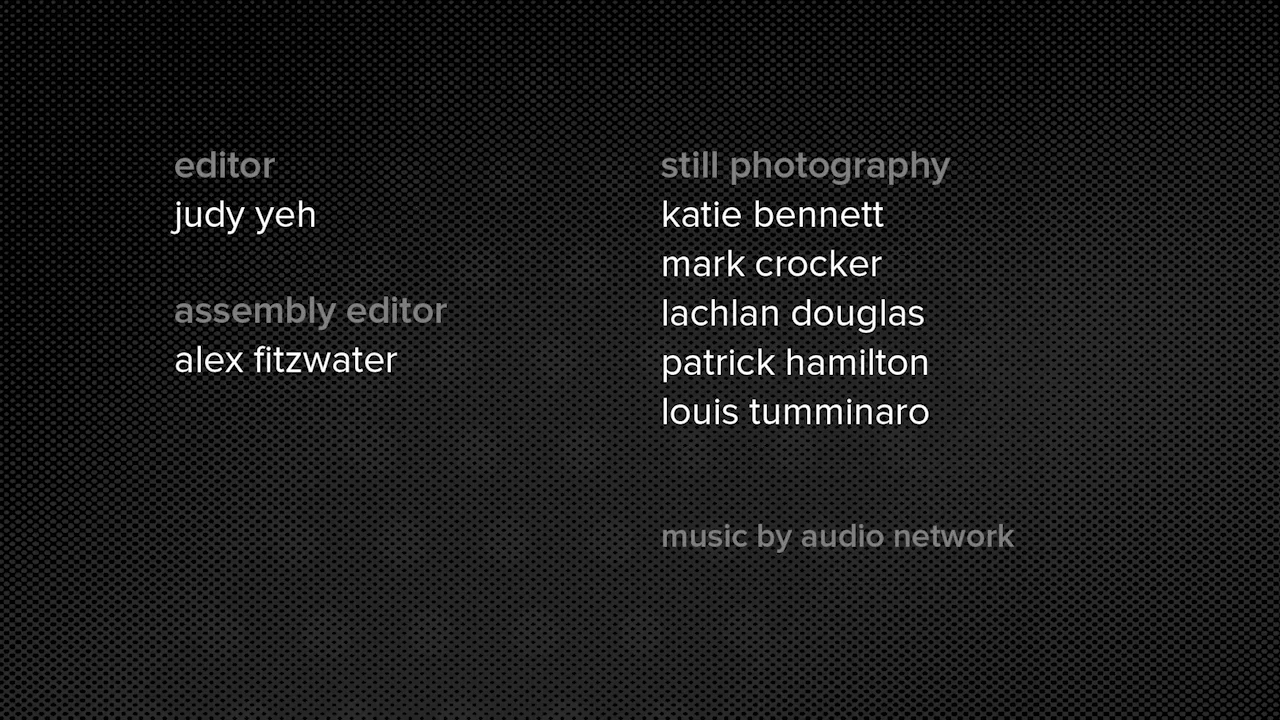 editor
judy yeh
assembly editor
alex fitzwater
still photography
katie bennett
mark crocker
lachlan douglas
patrick hamilton
louis tumminaro
music by audio network